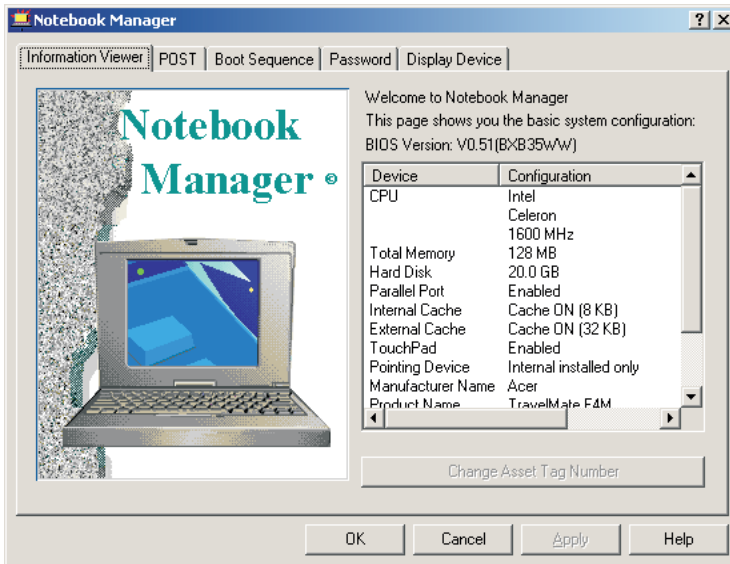 Notebook Manager
Information Viewer POST Boot Sequence Password Display Device
Notebook
Manager ©
Welcome to Notebook Manager
This page shows you the basic system configuration:
BIOS Version: V0.51(BXB35WW)
Device Configuration
CPU Intel
Celeron
1600 MHz
Total Memory 128 MB
Hard Disk 20.0 GB
Parallel Port Enabled
Internal Cache Cache ON (8 KB)
External Cache Cache ON (32 KB)
TouchPad Enabled
Pointing Device Internal installed only
Manufacturer Name Acer
Product Name TravelMate
Change Asset Tag Number
OK Cancel Apply Help